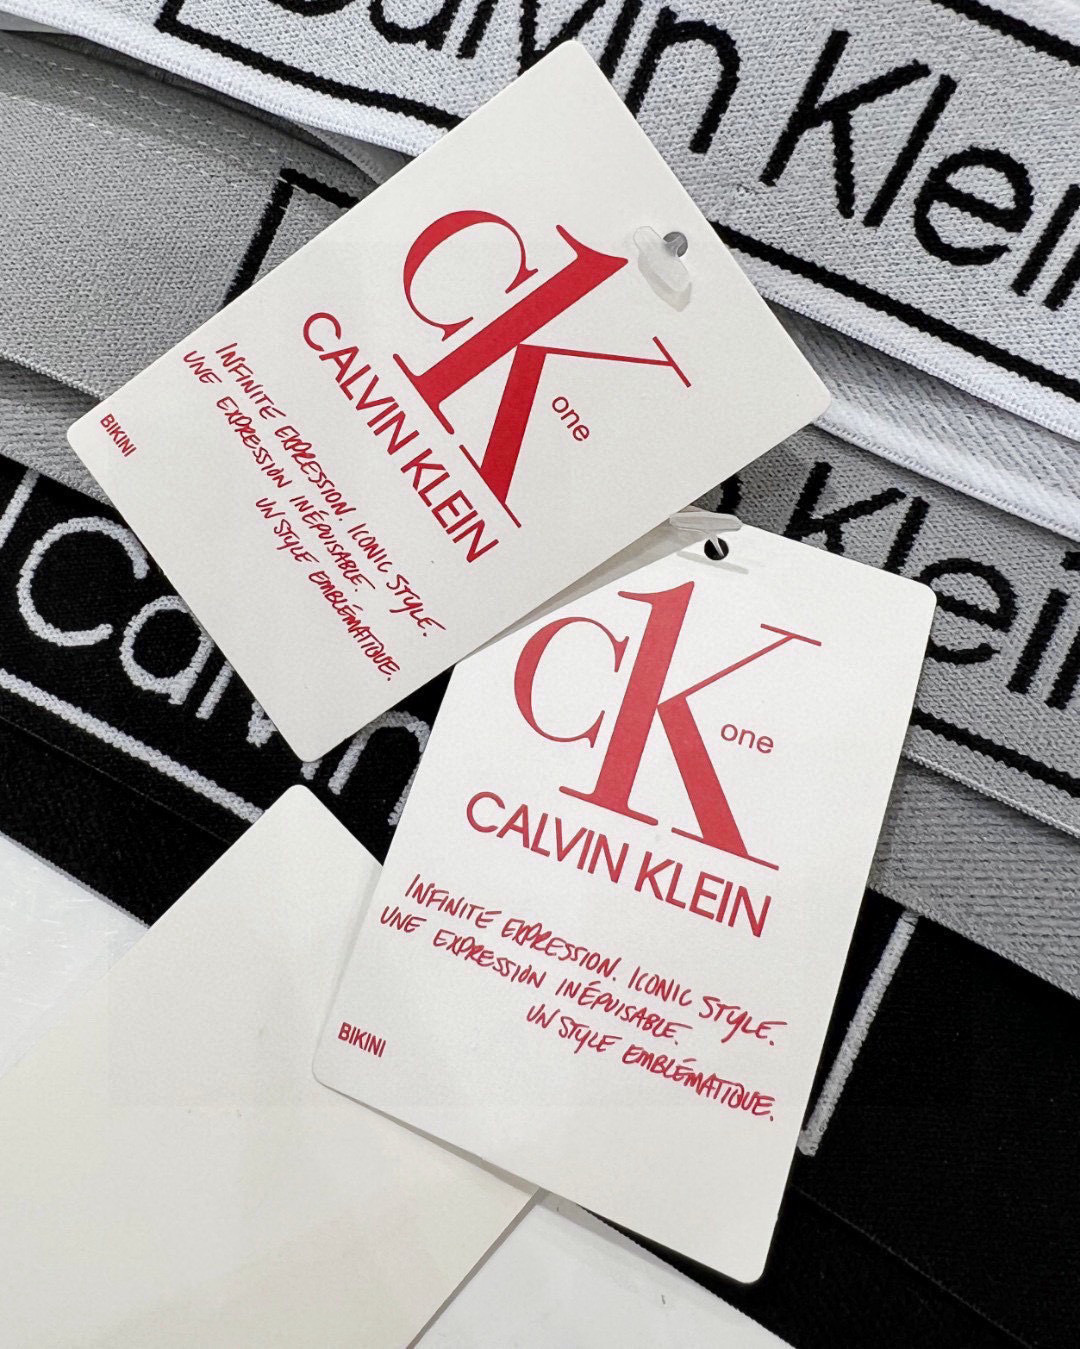 Calvin Klein
CK
one
CALVIN KLEIN
INFINITE EXPRESSION. ICONIC STYLE.
UNE EXPRESSION INÉPUISABLE.
UN STYLE EMBLÉMATIQUE.
BIKINI
Klein
Calvin
CK
one
CALVIN KLEIN
INFINITE EXPRESSION. ICONIC STYLE.
UNE EXPRESSION INÉPUISABLE.
UN STYLE EMBLÉMATIQUE.
BIKINI